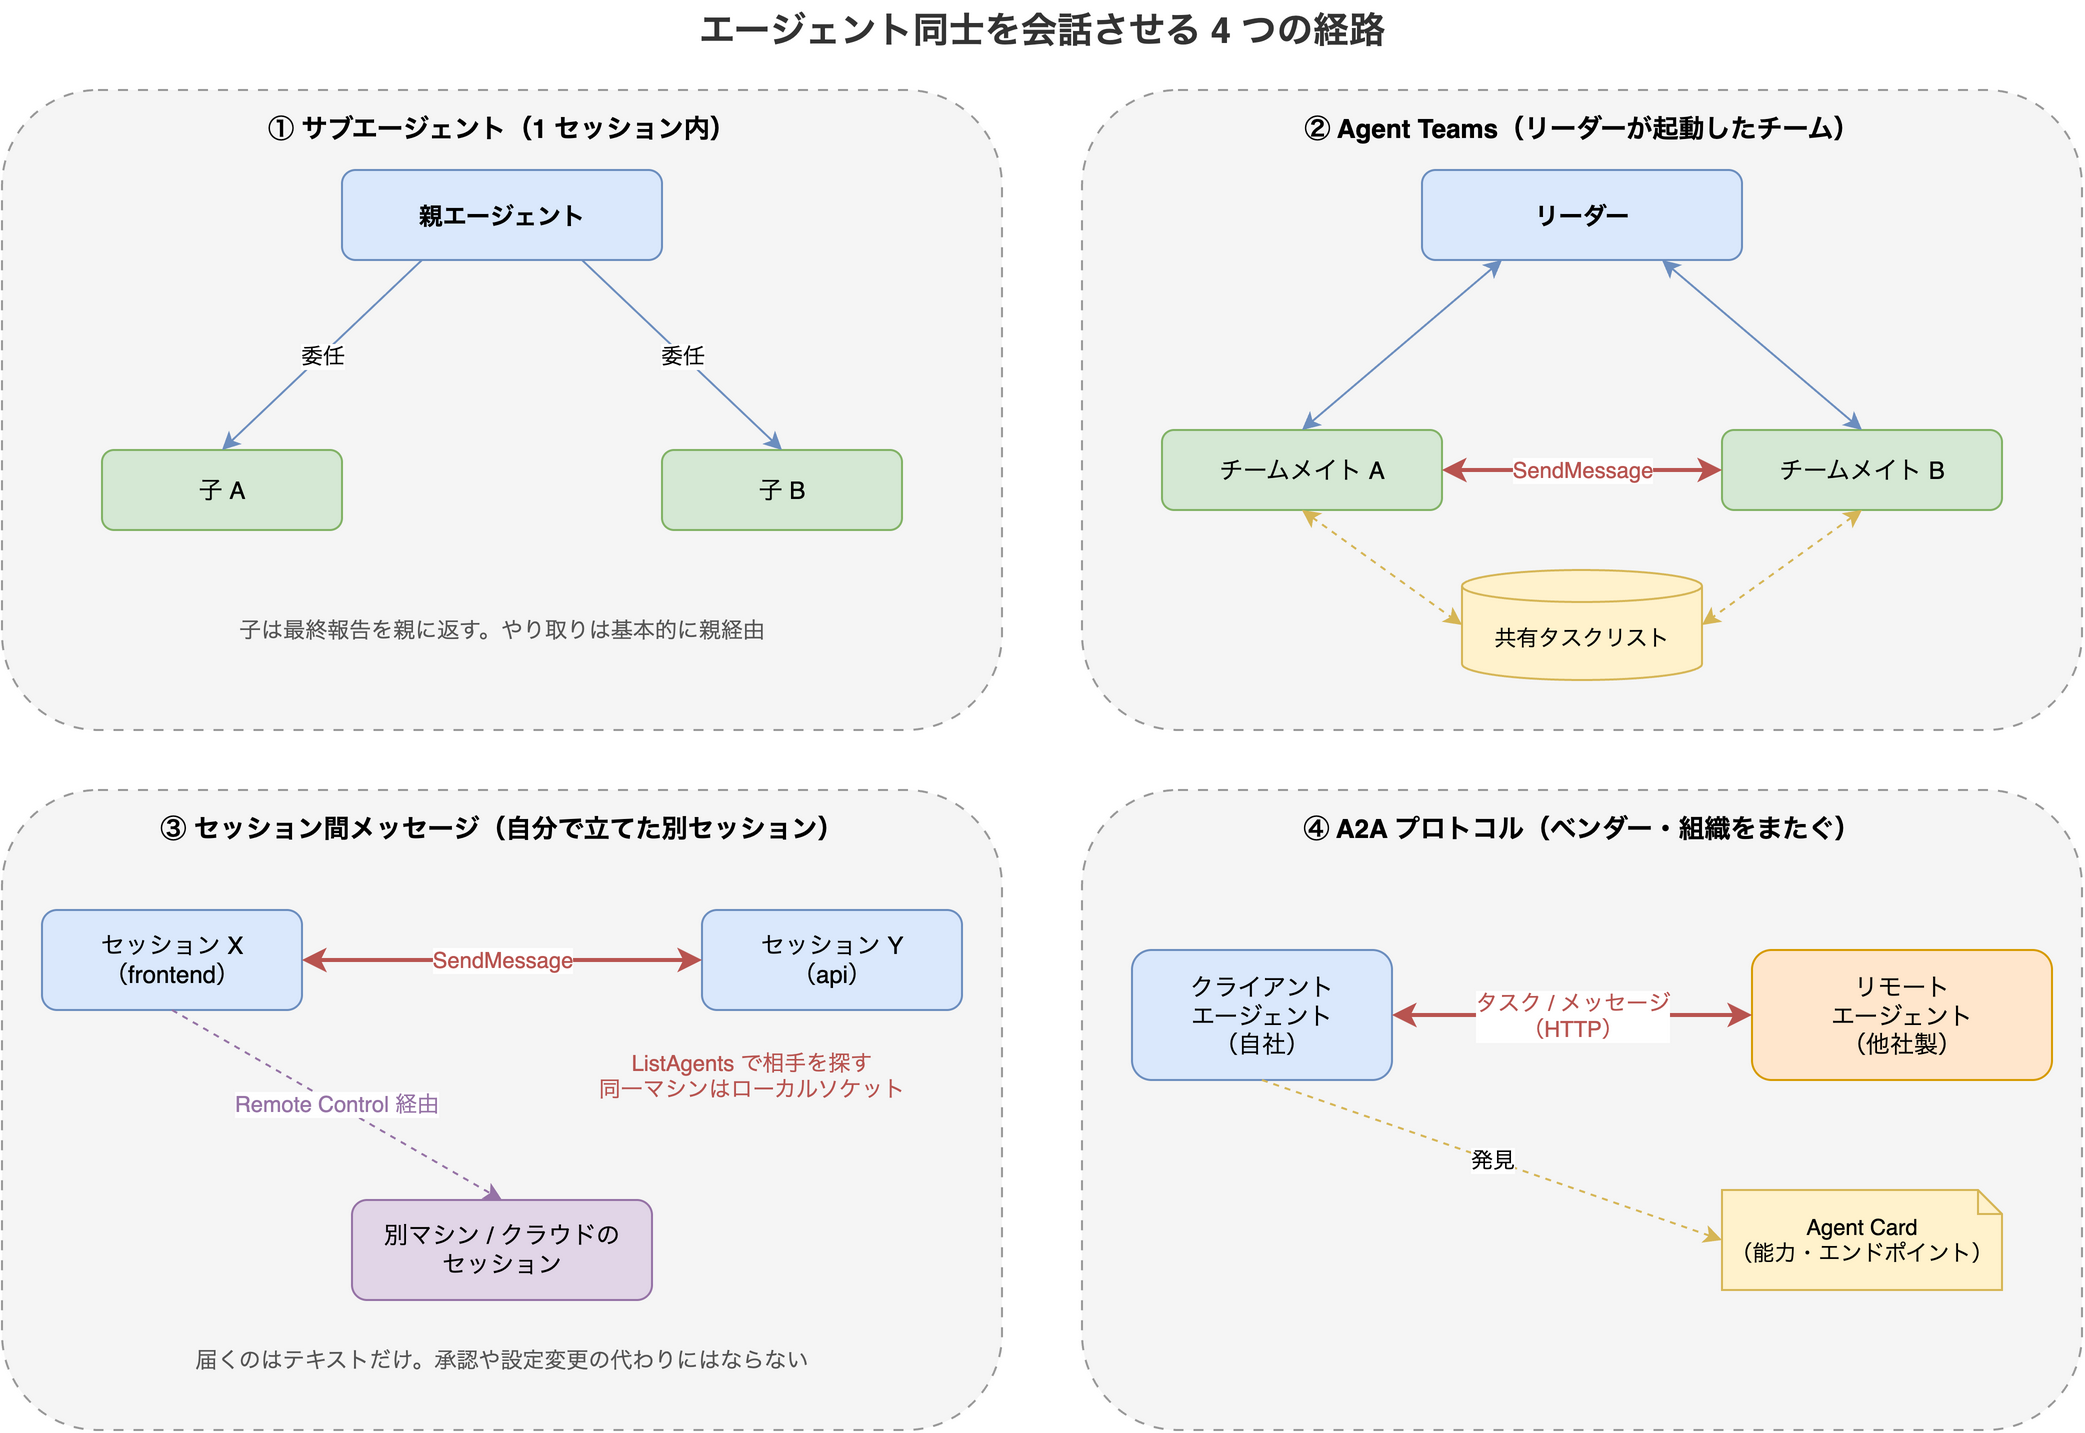 エージェント同士を会話させる 4 つの経路
① サブエージェント（1 セッション内）
親エージェント
委任
委任
子 A
子 B
子は最終報告を親に返す。やり取りは基本的に親経由
② Agent Teams（リーダーが起動したチーム）
リーダー
チームメイト A
SendMessage
チームメイト B
共有タスクリスト
③ セッション間メッセージ（自分で立てた別セッション）
セッション X
（frontend）
SendMessage
セッション Y
（api）
ListAgents で相手を探す
同一マシンはローカルソケット
Remote Control 経由
別マシン / クラウドの
セッション
届くのはテキストだけ。承認や設定変更の代わりにはならない
④ A2A プロトコル（ベンダー・組織をまたぐ）
クライアント
エージェント
（自社）
タスク / メッセージ
（HTTP）
リモート
エージェント
（他社製）
発見
Agent Card
（能力・エンドポイント）